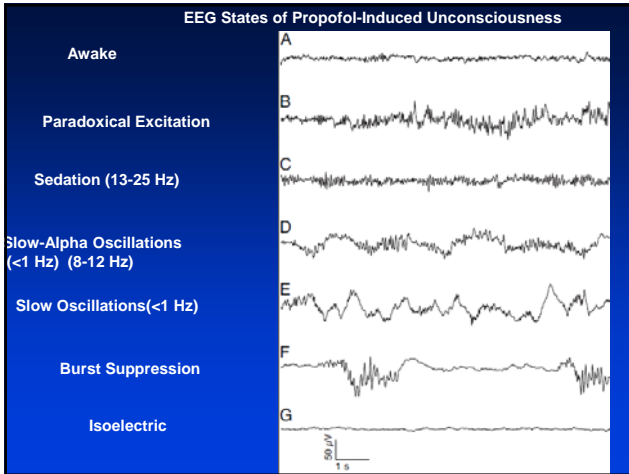 EEG States of Propofol-Induced Unconsciousness
Awake
A
Paradoxical Excitation
B
Sedation (13-25 Hz)
C
Slow-Alpha Oscillations
(<1 Hz) (8-12 Hz)
D
Slow Oscillations(<1 Hz)
E
Burst Suppression
F
Isoelectric
G
50 µV
1 s